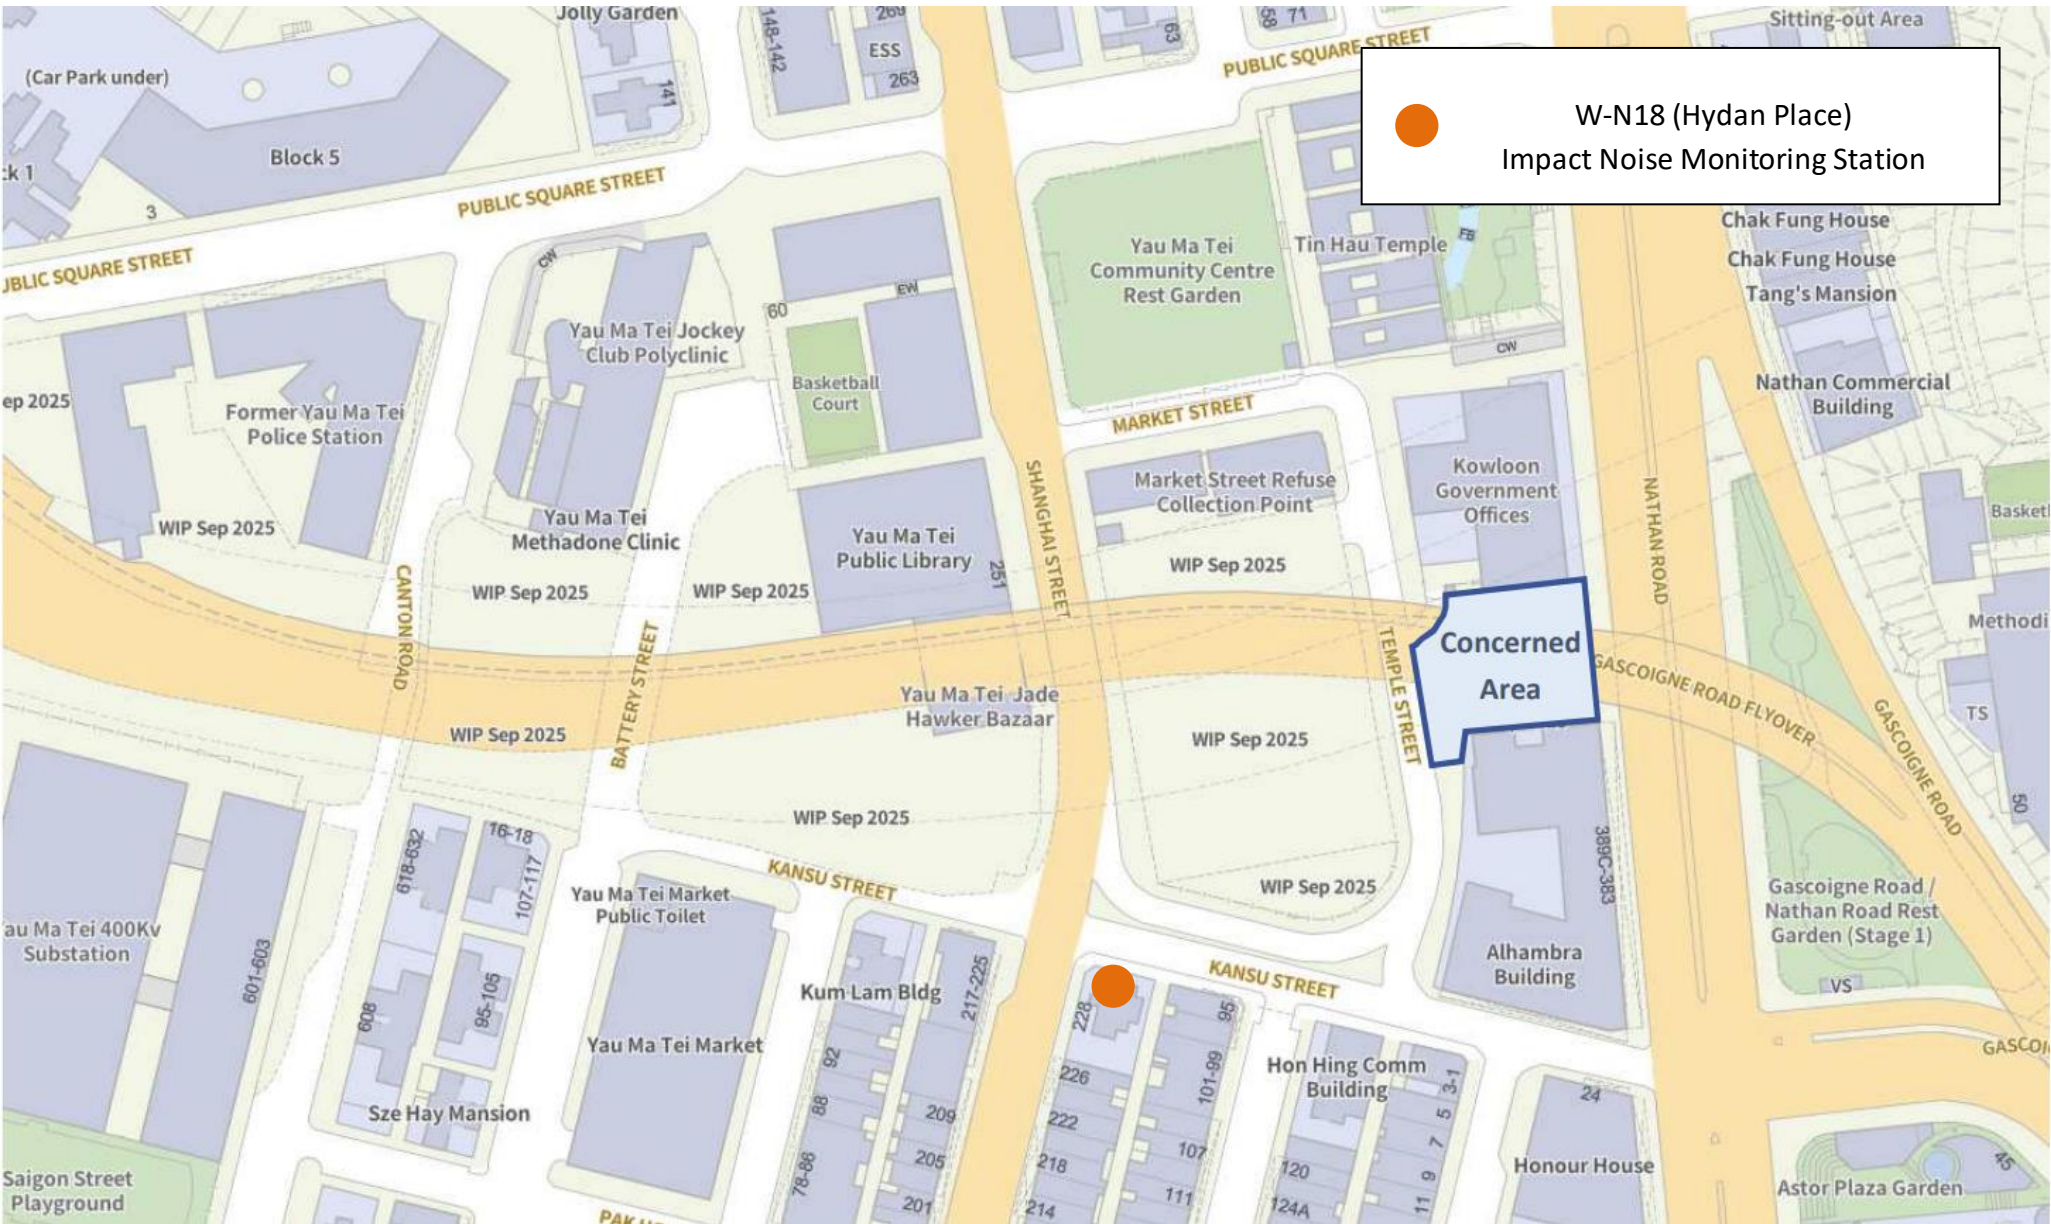 Jolly Garden
148-142
269
ESS
263
63
58
71
PUBLIC SQUARE STREET
Sitting-out Area
(Car Park under)
141
Block 5
3
PUBLIC SQUARE STREET
W-N18 (Hydan Place)
Impact Noise Monitoring Station
Chak Fung House
Chak Fung House
Tang's Mansion
FB
Tin Hau Temple
Yau Ma Tei
Community Centre
Rest Garden
CW
EW
60
Yau Ma Tei Jockey
Club Polyclinic
CW
Basketball
Court
Nathan Commercial
Building
ep 2025
Former Yau Ma Tei
Police Station
MARKET STREET
Market Street Refuse
Collection Point
Kowloon
Government
Offices
NATHAN ROAD
SHANGHAI STREET
WIP Sep 2025
Yau Ma Tei
Methadone Clinic
Yau Ma Tei
Public Library
251
WIP Sep 2025
WIP Sep 2025
WIP Sep 2025
CANTON ROAD
BATTERY STREET
TEMPLE STREET
Concerned
Area
GASCOIGNE ROAD FLYOVER
GASCOIGNE ROAD
TS
50
Yau Ma Tei Jade
Hawker Bazaar
WIP Sep 2025
WIP Sep 2025
WIP Sep 2025
WIP Sep 2025
618-632
16-18
107-117
KANSU STREET
Yau Ma Tei Market
Public Toilet
389C-383
Gascoigne Road /
Nathan Road Rest
Garden (Stage 1)
VS
au Ma Tei 400Kv
Substation
601-603
608
95-105
Kum Lam Bldg
217-225
228
KANSU STREET
95
Alhambra
Building
Yau Ma Tei Market
92
226
101-99
Hon Hing Comm
Building
3-1
24
Sze Hay Mansion
88
209
222
5
7
Saigon Street
Playground
78-86
205
218
107
120
9
Honour House
45
Astor Plaza Garden
201
214
111
124A
11